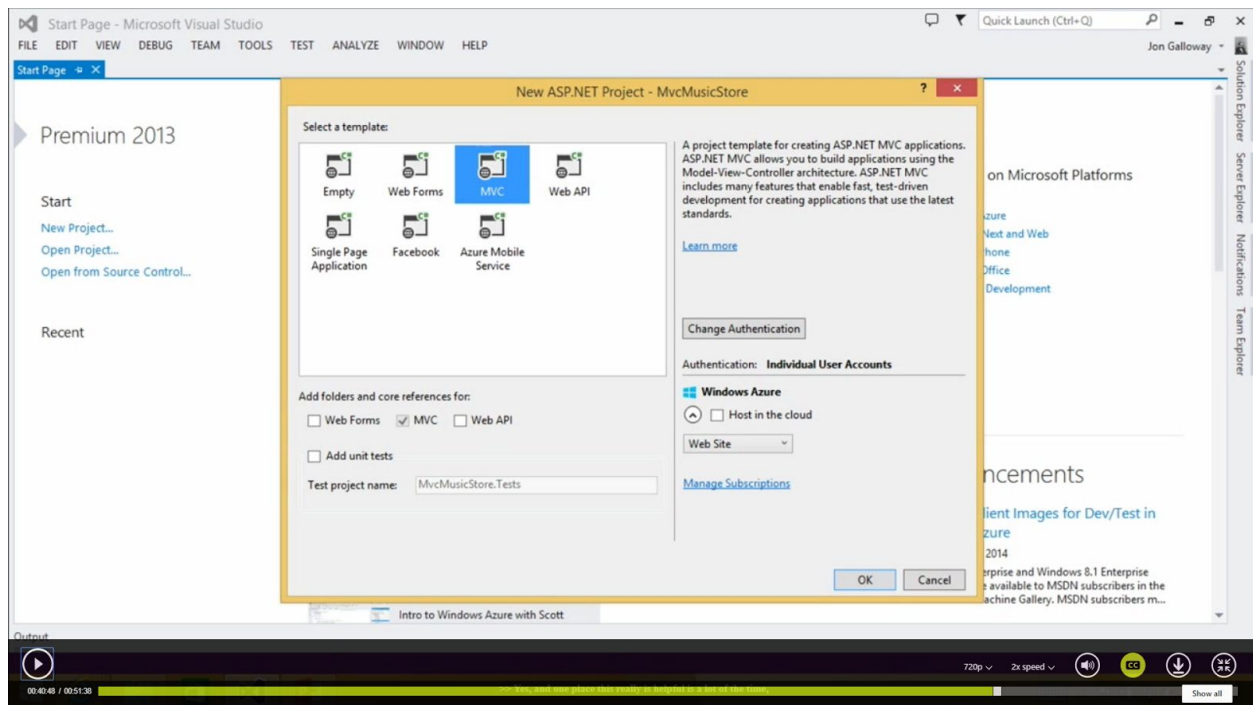 Start Page - Microsoft Visual Studio
Quick Launch (Ctrl+Q)
FILE EDIT VIEW DEBUG TEAM TOOLS TEST ANALYZE WINDOW HELP
Jon Galloway
Start Page
New ASP.NET Project - MvcMusicStore
?
Premium 2013
Start
New Project...
Open Project...
Open from Source Control...
Recent
Select a template:
Empty
Web Forms
MVC
Web API
Single Page
Application
Facebook
Azure Mobile
Service
Add folders and core references for:
Web Forms MVC Web API
Add unit tests
Test project name: MvcMusicStore.Tests
A project template for creating ASP.NET MVC applications.
ASP.NET MVC allows you to build applications using the
Model-View-Controller architecture. ASP.NET MVC
includes many features that enable fast, test-driven
development for creating applications that use the latest
standards.
Learn more
Change Authentication
Authentication: Individual User Accounts
Windows Azure
Host in the cloud
Web Site
Manage Subscriptions
OK Cancel
on Microsoft Platforms
zure
Next and Web
hone
Office
Development
ncements
lient Images for Dev/Test in
zure
2014
erprise and Windows 8.1 Enterprise
available to MSDN subscribers in the
achine Gallery. MSDN subscribers m...
Solution Explorer
Server Explorer
Notifications
Team Explorer
Intro to Windows Azure with Scott
Output
720p 2x speed CC
00:40:48 / 00:51:38
>> Yes, and one place this really is helpful is a lot of the time,
Show all